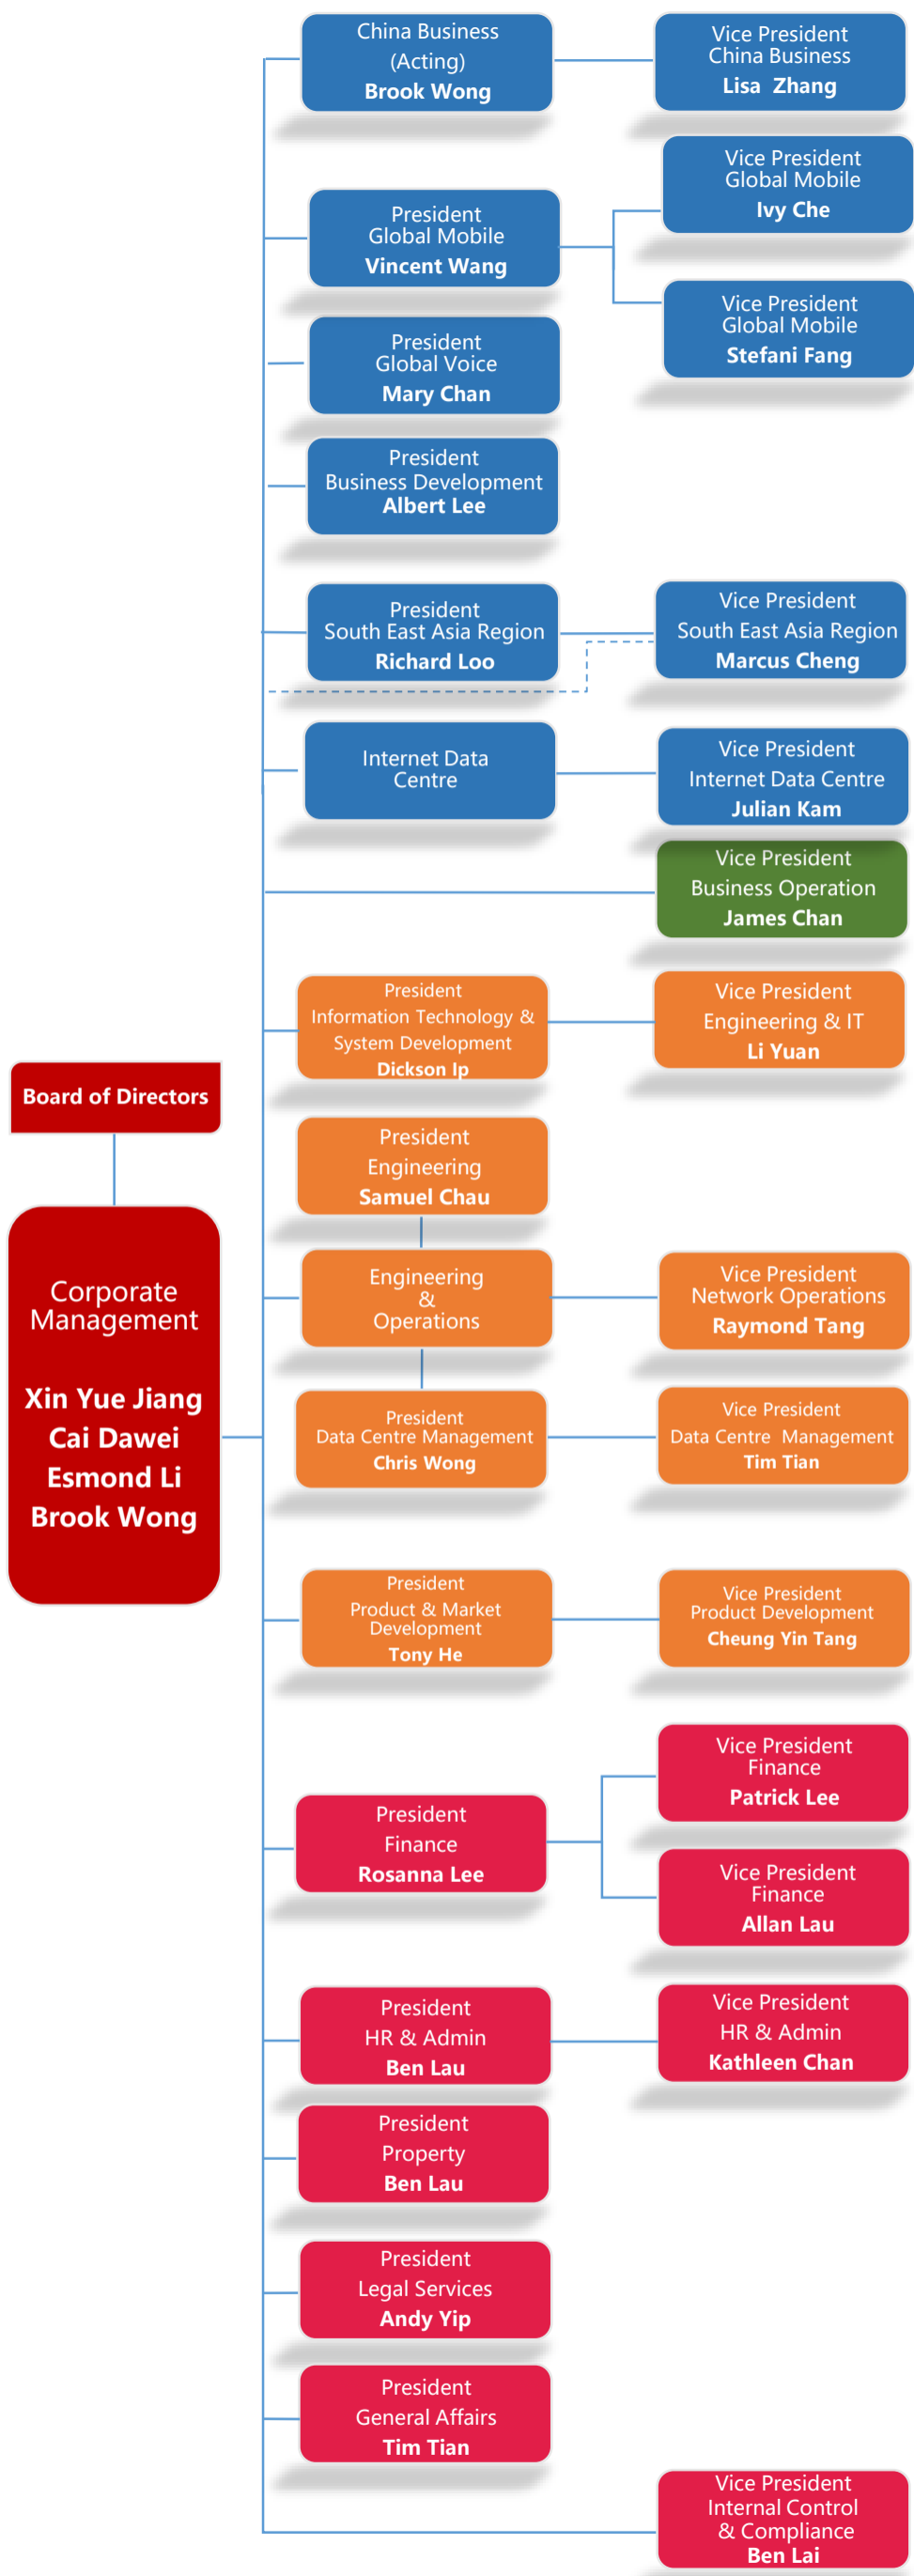 China Business
(Acting)
Brook Wong
Vice President
China Business
Lisa Zhang
Vice President
Global Mobile
Ivy Che
President
Global Mobile
Vincent Wang
Vice President
Global Mobile
Stefani Fang
President
Global Voice
Mary Chan
President
Business Development
Albert Lee
President
South East Asia Region
Richard Loo
Vice President
South East Asia Region
Marcus Cheng
Internet Data
Centre
Vice President
Internet Data Centre
Julian Kam
Vice President
Business Operation
James Chan
President
Information Technology &
System Development
Dickson Ip
Vice President
Engineering & IT
Li Yuan
Board of Directors
President
Engineering
Samuel Chau
Corporate
Management
Xin Yue Jiang
Cai Dawei
Esmond Li
Brook Wong
Engineering
&
Operations
Vice President
Network Operations
Raymond Tang
President
Data Centre Management
Chris Wong
Vice President
Data Centre Management
Tim Tian
President
Product & Market
Development
Tony He
Vice President
Product Development
Cheung Yin Tang
Vice President
Finance
Patrick Lee
President
Finance
Rosanna Lee
Vice President
Finance
Allan Lau
President
HR & Admin
Ben Lau
Vice President
HR & Admin
Kathleen Chan
President
Property
Ben Lau
President
Legal Services
Andy Yip
President
General Affairs
Tim Tian
Vice President
Internal Control
& Compliance
Ben Lai